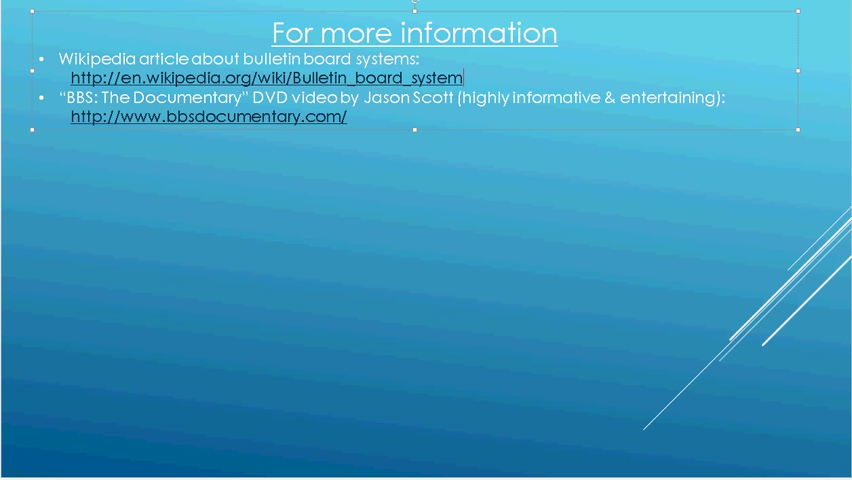 For more information
• Wikipedia article about bulletin board systems:
http://en.wikipedia.org/wiki/Bulletin_board_system
• “BBS: The Documentary” DVD video by Jason Scott (highly informative & entertaining):
http://www.bbsdocumentary.com/